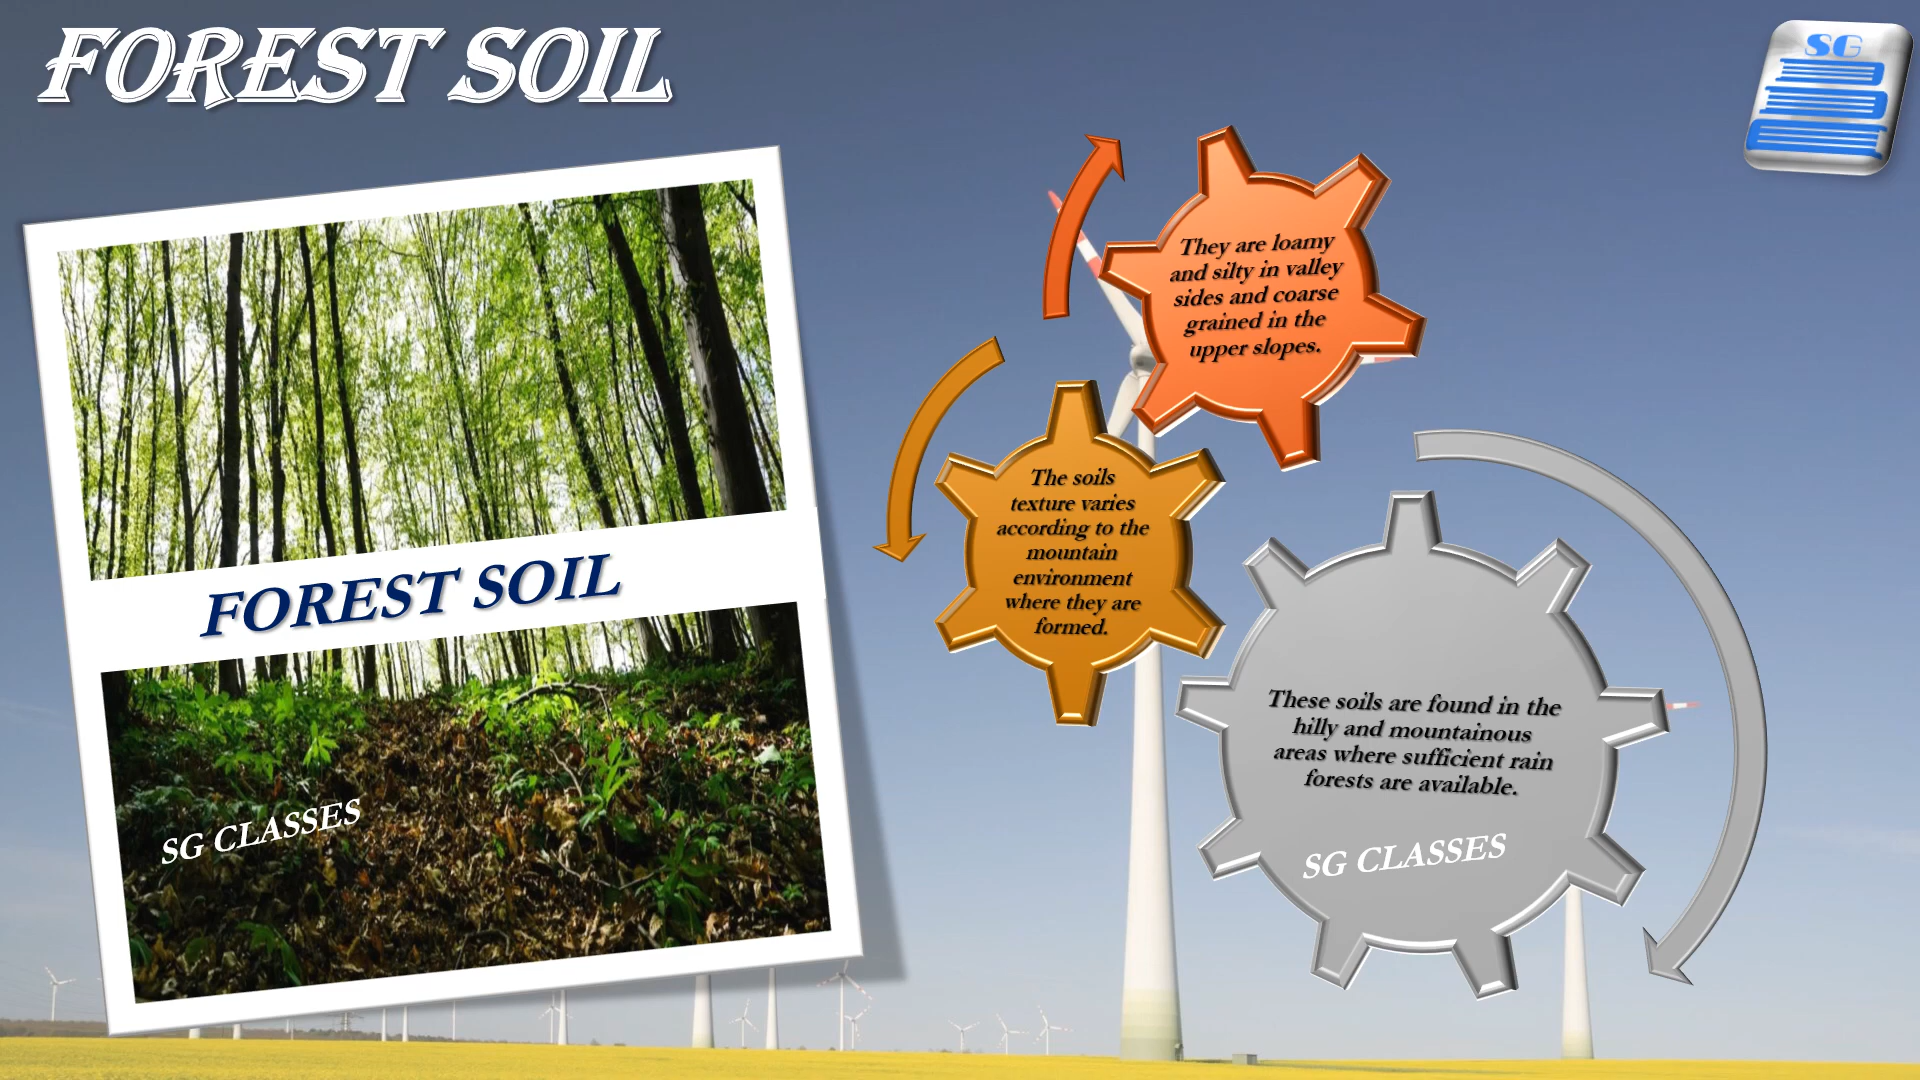 FOREST SOIL
SG
They are loamy
and silty in valley
sides and coarse
grained in the
upper slopes.
The soils
texture varies
according to the
mountain
environment
where they are
formed.
FOREST SOIL
These soils are found in the
hilly and mountainous
areas where sufficient rain
forests are available.
SG CLASSES
SG CLASSES